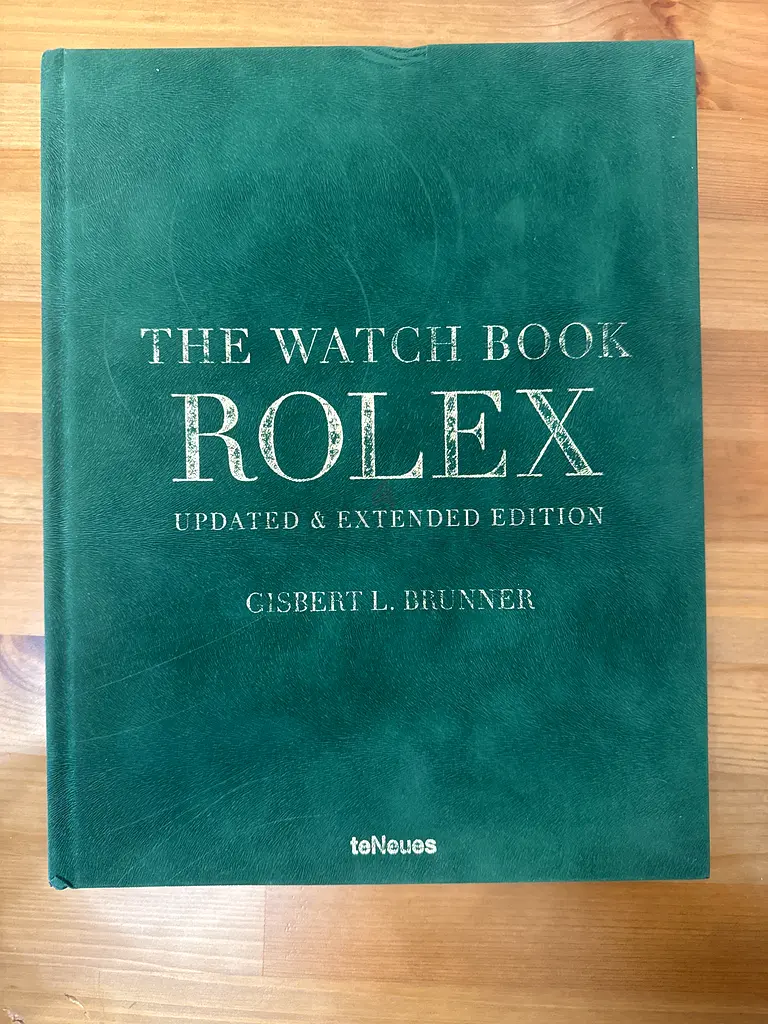 THE WATCH BOOK
ROLEX
UPDATED & EXTENDED EDITION
GISBERT L. BRUNNER
teNeues